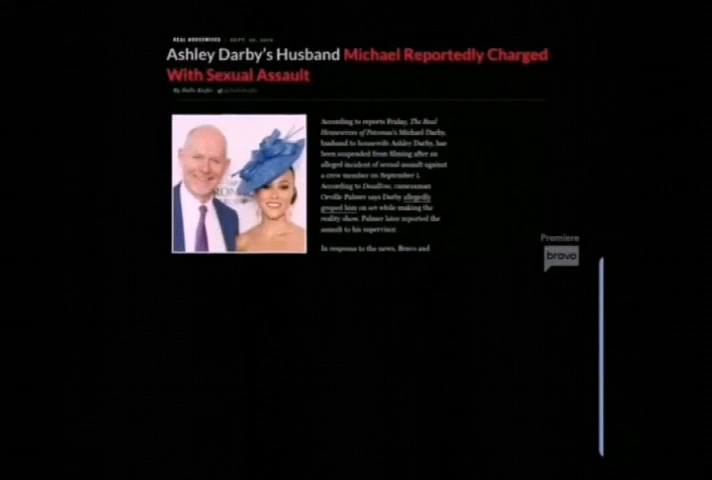 REAL HOUSEWIVES
Ashley Darby's Husband Michael Reportedly Charged
With Sexual Assault
According to reports Friday, The Real
Housewives of Potomac's Michael Darby,
husband to housewife Ashley Darby, has
been suspended from filming after an
alleged incident of sexual assault against
a crew member on September 1.
According to Deadline, cameraman
Orville Palmer says Darby allegedly
groped him on set while making the
reality show. Palmer later reported the
assault to his supervisor.
In response to the news, Bravo and
Premiere
bravo